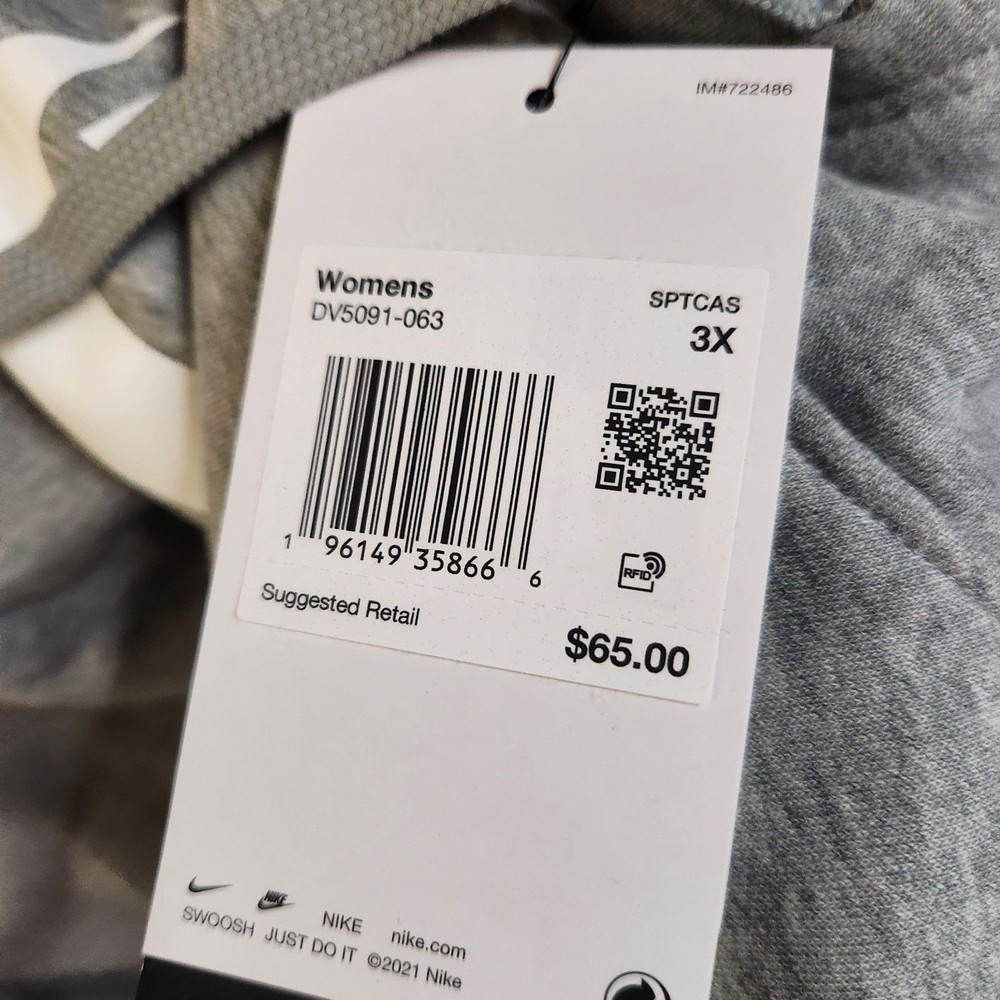 IM#722486
Womens
DV5091-063
SPTCAS
3X
1 96149 35866 6
RFID
Suggested Retail
$65.00
NIKE
NIKE nike.com
SWOOSH JUST DO IT ©2021 Nike